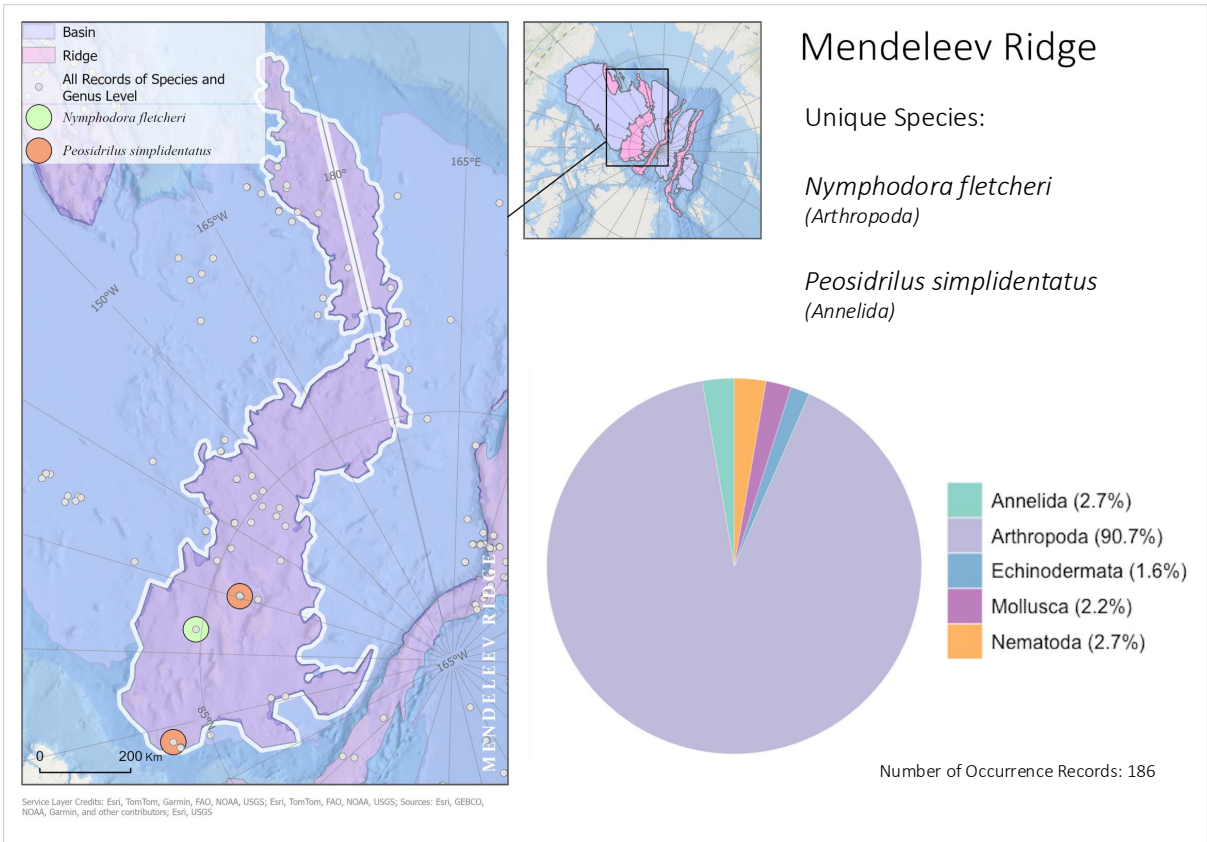 Basin
Ridge
All Records of Species and
Genus Level
Nymphodora fletcheri
Peosidrilus simplidentatus
180°
165°E
165°W
150°W
165°W
85°N
MENDELEEV RIDGE
0 200 Km
Service Layer Credits: Esri, TomTom, Garmin, FAO, NOAA, USGS; Esri, TomTom, FAO, NOAA, USGS; Sources: Esri, GEBCO,
NOAA, Garmin, and other contributors; Esri, USGS
Mendeleev Ridge
Unique Species:
Nymphodora fletcheri
(Arthropoda)
Peosidrilus simplidentatus
(Annelida)
Annelida (2.7%)
Arthropoda (90.7%)
Echinodermata (1.6%)
Mollusca (2.2%)
Nematoda (2.7%)
Number of Occurrence Records: 186